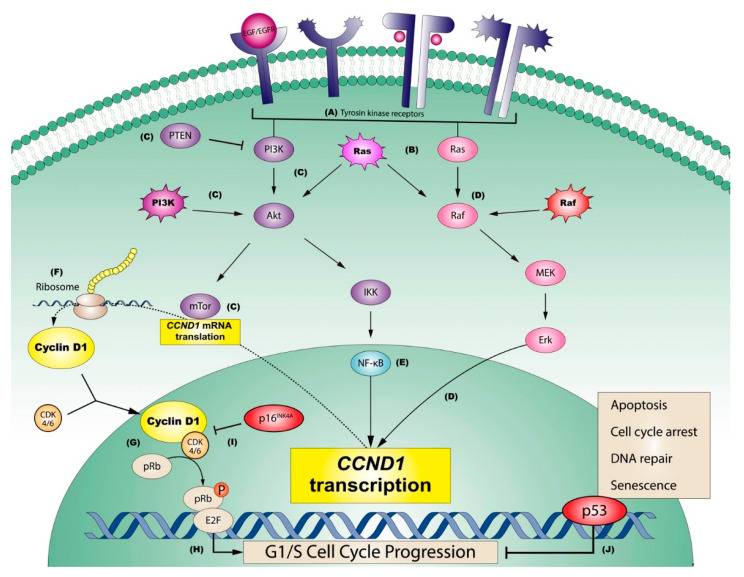 EGF/EGFR
(A) Tyrosin kinase receptors
(C) PTEN
PI3K
Ras
(B)
Ras
(C)
PI3K
(C)
Akt
(D)
Raf
Raf
MEK
(F)
Ribosome
mTor
(C)
CCND1 mRNA
translation
IKK
Erk
Cyclin D1
NF-κB
(E)
(D)
CDK
4/6
Cyclin D1
CDK
4/6
(G)
(I)
p16INK4A
pRb
CCND1
transcription
Apoptosis
Cell cycle arrest
DNA repair
Senescence
pRb
P
E2F
p53
(H)
G1/S Cell Cycle Progression
(J)